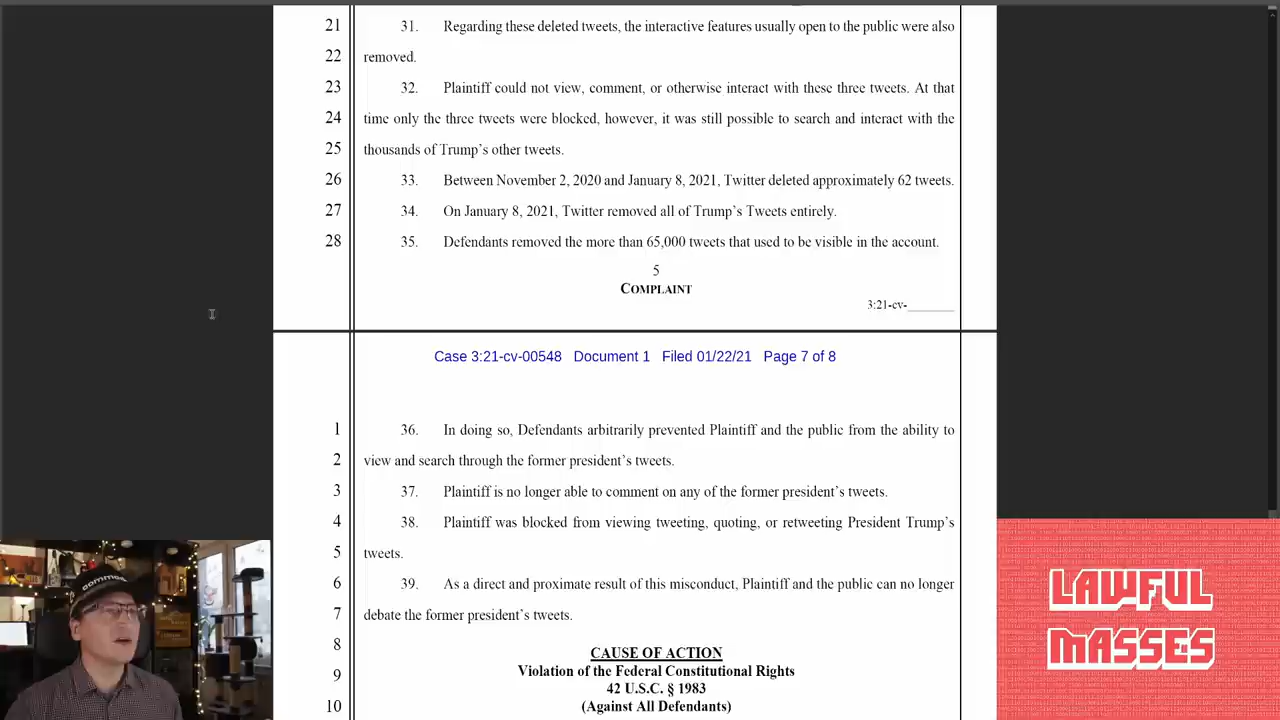 21 31. Regarding these deleted tweets, the interactive features usually open to the public were also
22 removed.
23 32. Plaintiff could not view, comment, or otherwise interact with these three tweets. At that
24 time only the three tweets were blocked, however, it was still possible to search and interact with the
25 thousands of Trump’s other tweets.
26 33. Between November 2, 2020 and January 8, 2021, Twitter deleted approximately 62 tweets.
27 34. On January 8, 2021, Twitter removed all of Trump’s Tweets entirely.
28 35. Defendants removed the more than 65,000 tweets that used to be visible in the account.
5
COMPLAINT
3:21-cv-________
Case 3:21-cv-00548 Document 1 Filed 01/22/21 Page 7 of 8
1 36. In doing so, Defendants arbitrarily prevented Plaintiff and the public from the ability to
2 view and search through the former president’s tweets.
3 37. Plaintiff is no longer able to comment on any of the former president’s tweets.
4 38. Plaintiff was blocked from viewing tweeting, quoting, or retweeting President Trump’s
5 tweets.
6 39. As a direct and proximate result of this misconduct, Plaintiff and the public can no longer
7 debate the former president’s tweets.
8 CAUSE OF ACTION
9 Violation of the Federal Constitutional Rights
42 U.S.C. § 1983
10 (Against All Defendants)
LAWFUL
MASSES